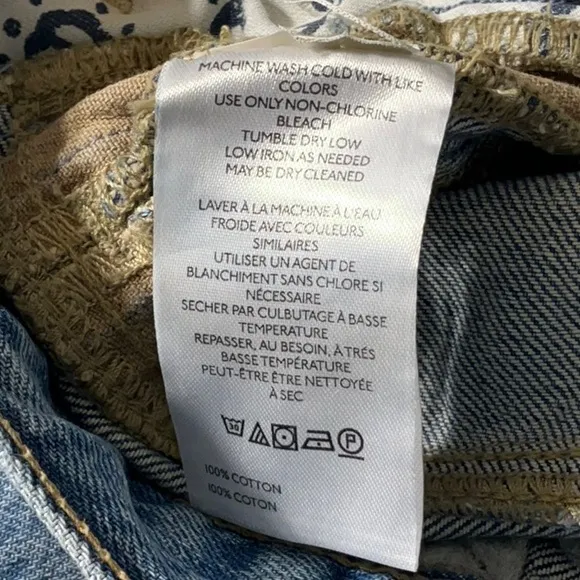 MACHINE WASH COLD WITH LIKE
COLORS
USE ONLY NON-CHLORINE
BLEACH
TUMBLE DRY LOW
LOW IRON AS NEEDED
MAY BE DRY CLEANED
LAVER À LA MACHINE À L'EAU
FROIDE AVEC COULEURS
SIMILAIRES
UTILISER UN AGENT DE
BLANCHIMENT SANS CHLORE SI
NÉCESSAIRE
SECHER PAR CULBUTAGE À BASSE
TEMPERATURE
REPASSER, AU BESOIN, À TRÉS
BASSE TEMPÉRATURE
PEUT-ÊTRE ÊTRE NETTOYÉE
À SEC
30 P
100% COTTON
100% COTON